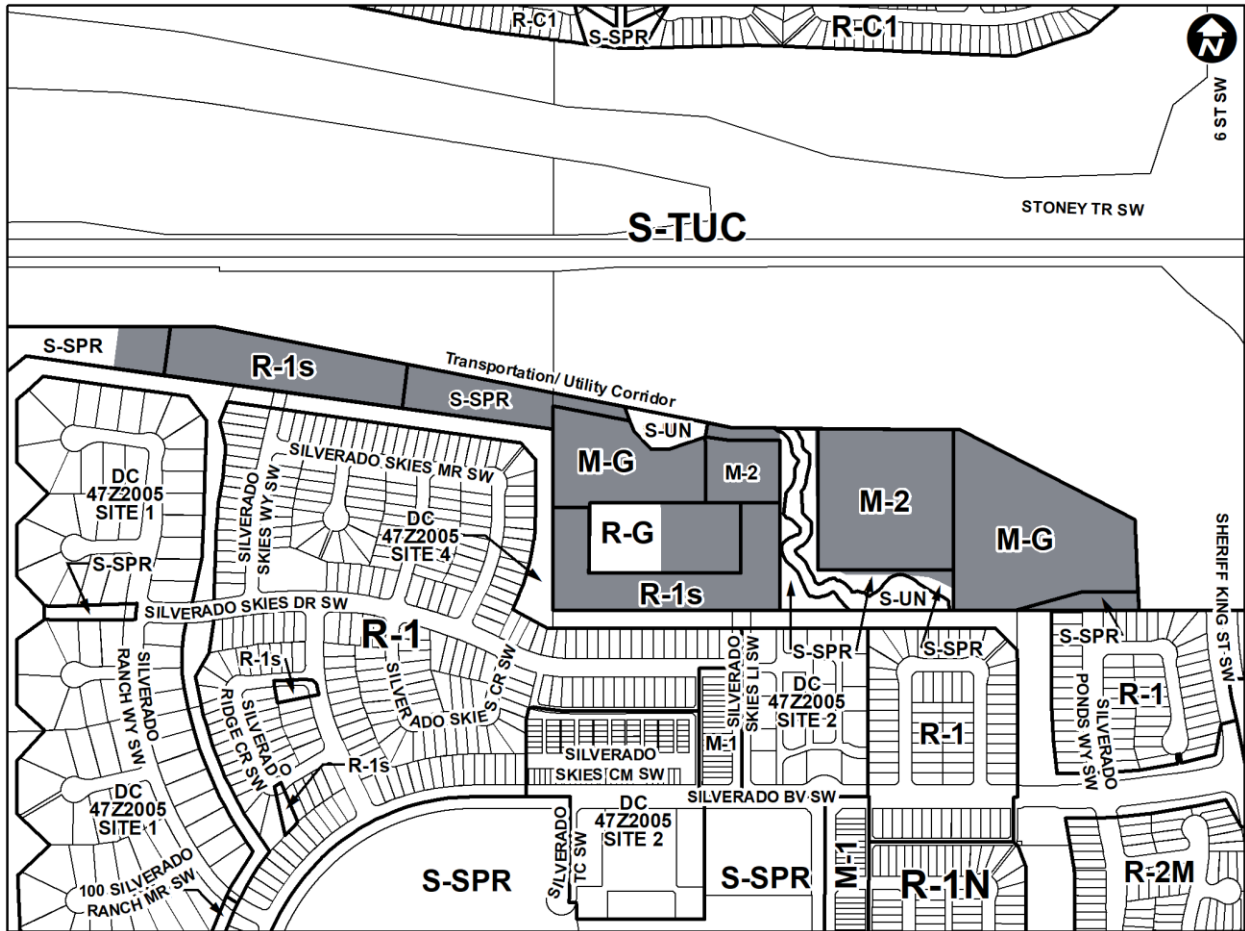 R-C1
S-SPR
R-C1
N
6 ST SW
STONEY TR SW
S-TUC
S-SPR
R-1s
Transportation/ Utility Corridor
S-SPR
S-UN
M-G
M-2
M-2
M-G
SILVERADO SKIES MR SW
SILVERADO
SKIES WY SW
DC
47Z2005
SITE 1
DC
47Z2005
SITE 4
R-G
R-1s
S-UN
SHERIFF KING ST SW
S-SPR
SILVERADO SKIES DR SW
R-1
S-SPR
S-SPR
S-SPR
R-1s
SILVERADO
RANCH WY SW
SILVERADO
RIDGE CR SW
SILVERADO SKIES CR SW
SILVERADO
SKIES LI SW
DC
47Z2005
SITE 2
R-1
R-1
SILVERADO
PONDS WY SW
M-1
SILVERADO
SKIES CM SW
R-1s
DC
47Z2005
SITE 1
SILVERADO BV SW
DC
47Z2005
SITE 2
SILVERADO
TC SW
S-SPR
S-SPR
M-1
R-1N
R-2M
100 SILVERADO
RANCH MR SW